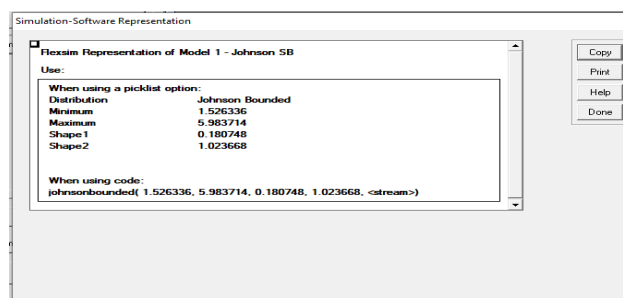 Simulation-Software Representation
Flexsim Representation of Model 1 - Johnson SB
Use:
When using a picklist option:
Distribution Johnson Bounded
Minimum 1.526336
Maximum 5.983714
Shape1 0.180748
Shape2 1.023668
When using code:
johnsonbounded( 1.526336, 5.983714, 0.180748, 1.023668, <stream>)
Copy
Print
Help
Done